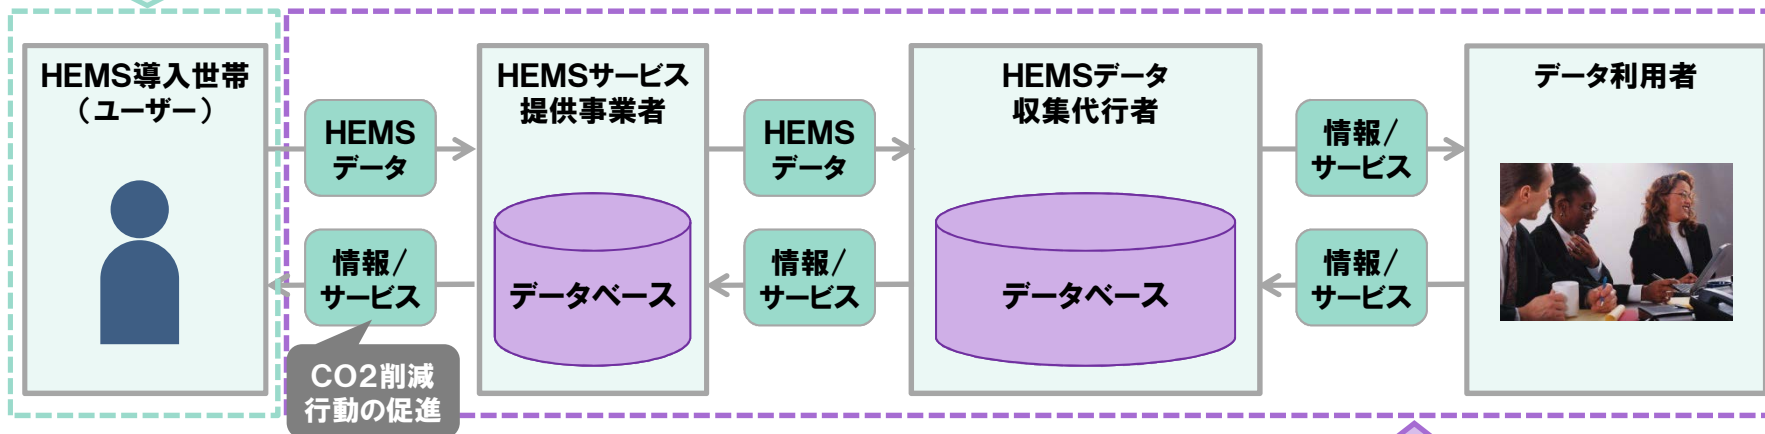 HEMS導入世帯
（ユーザー）
HEMS
データ
情報/
サービス
CO2削減
行動の促進
HEMSサービス
提供事業者
データベース
HEMS
データ
情報/
サービス
HEMSデータ
収集代行者
データベース
情報/
サービス
情報/
サービス
データ利用者